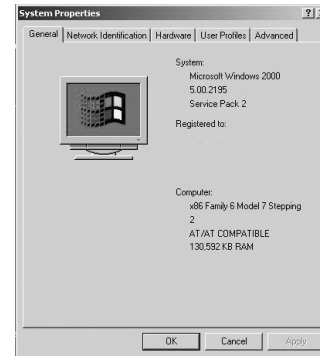 System Properties
General Network Identification Hardware User Profiles Advanced
System:
Microsoft Windows 2000
5.00.2195
Service Pack 2
Registered to:
Computer:
x86 Family 6 Model 7 Stepping
2
AT/AT COMPATIBLE
130,592 KB RAM
OK Cancel Apply